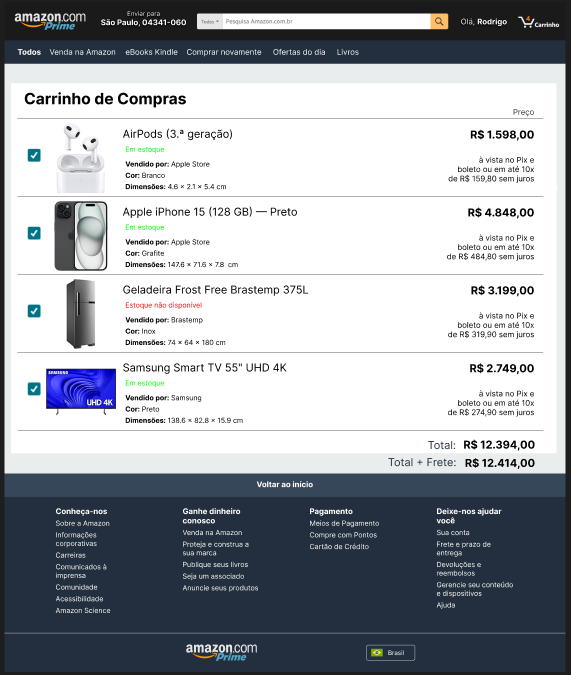 amazon.com
Prime
Enviar para
São Paulo, 04341-060
Todos
Pesquisa Amazon.com.br
Olá, Rodrigo
4
Carrinho
Todos Venda na Amazon eBooks Kindle Comprar novamente Ofertas do dia Livros
Carrinho de Compras
Preço
AirPods (3.ª geração)
R$ 1.598,00
Em estoque
Vendido por: Apple Store
Cor: Branco
Dimensões: 4.6 × 2.1 × 5.4 cm
à vista no Pix e
boleto ou em até 10x
de R$ 159,80 sem juros
Apple iPhone 15 (128 GB) — Preto
R$ 4.848,00
Em estoque
Vendido por: Apple Store
Cor: Grafite
Dimensões: 147.6 × 71.6 × 7.8 cm
à vista no Pix e
boleto ou em até 10x
de R$ 484,80 sem juros
Geladeira Frost Free Brastemp 375L
R$ 3.199,00
Estoque não disponível
Vendido por: Brastemp
Cor: Inox
Dimensões: 74 × 64 × 180 cm
à vista no Pix e
boleto ou em até 10x
de R$ 319,90 sem juros
SAMSUNG
UHD 4K
Samsung Smart TV 55" UHD 4K
R$ 2.749,00
Em estoque
Vendido por: Samsung
Cor: Preto
Dimensões: 138.6 × 82.8 × 15.9 cm
à vista no Pix e
boleto ou em até 10x
de R$ 274,90 sem juros
Total: R$ 12.394,00
Total + Frete: R$ 12.414,00
Voltar ao início
Conheça-nos
Sobre a Amazon
Informações
corporativas
Carreiras
Comunicados à
imprensa
Comunidade
Acessibilidade
Amazon Science
Ganhe dinheiro
conosco
Venda na Amazon
Proteja e construa a
sua marca
Publique seus livros
Seja um associado
Anuncie seus produtos
Pagamento
Meios de Pagamento
Compre com Pontos
Cartão de Crédito
Deixe-nos ajudar
você
Sua conta
Frete e prazo de
entrega
Devoluções e
reembolsos
Gerencie seu conteúdo
e dispositivos
Ajuda
amazon.com
Prime
Brasil